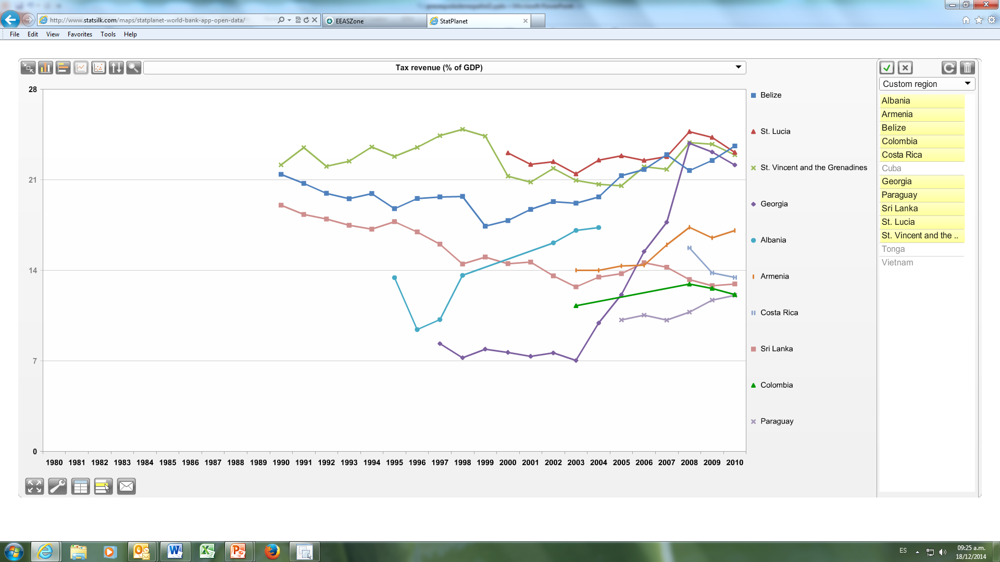 http://www.statsilk.com/maps/statplanet-world-bank-app-open-data/
EEASZone
StatPlanet
File Edit View Favorites Tools Help
Tax revenue (% of GDP)
Custom region
28
21
14
7
0
1980 1981 1982 1983 1984 1985 1986 1987 1988 1989 1990 1991 1992 1993 1994 1995 1996 1997 1998 1999 2000 2001 2002 2003 2004 2005 2006 2007 2008 2009 2010
Belize
St. Lucia
St. Vincent and the Grenadines
Georgia
Albania
Armenia
Costa Rica
Sri Lanka
Colombia
Paraguay
Albania
Armenia
Belize
Colombia
Costa Rica
Cuba
Georgia
Paraguay
Sri Lanka
St. Lucia
St. Vincent and the ..
Tonga
Vietnam
ES
09:25 a.m.
18/12/2014